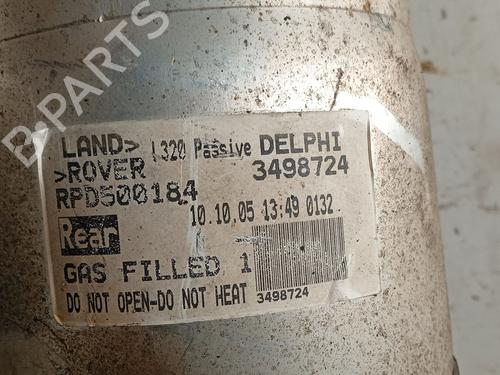 B-PARTS
LAND> L320 Passive DELPHI
>ROVER 3498724
RPD500184
10.10.05 13:49 0132
Rear
GAS FILLED 1
DO NOT OPEN-DO NOT HEAT 3498724